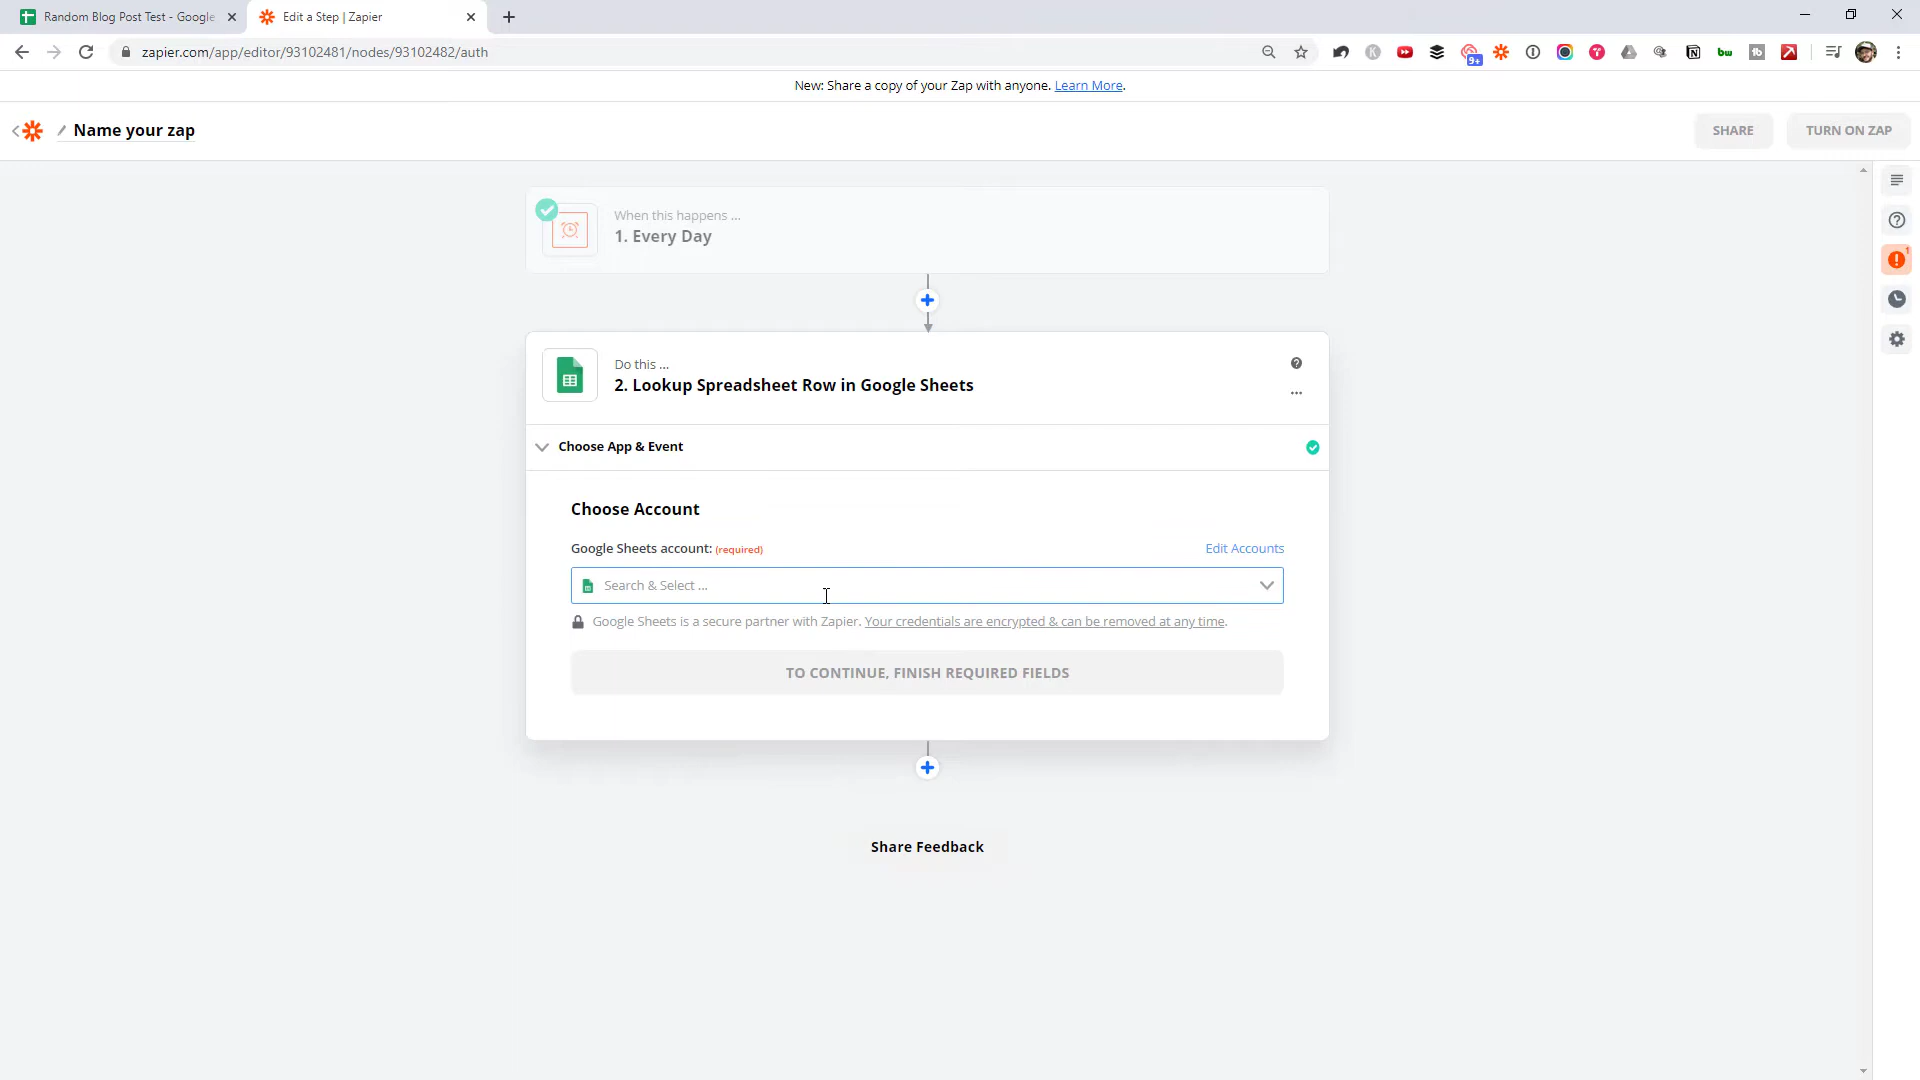 Random Blog Post Test - Google
Edit a Step | Zapier
zapier.com/app/editor/93102481/nodes/93102482/auth
9+
New: Share a copy of your Zap with anyone. Learn More.
Name your zap
SHARE
TURN ON ZAP
When this happens ...
1. Every Day
1
Do this ...
2. Lookup Spreadsheet Row in Google Sheets
Choose App & Event
Choose Account
Google Sheets account: (required)
Edit Accounts
Search & Select ...
Google Sheets is a secure partner with Zapier. Your credentials are encrypted & can be removed at any time.
TO CONTINUE, FINISH REQUIRED FIELDS
Share Feedback